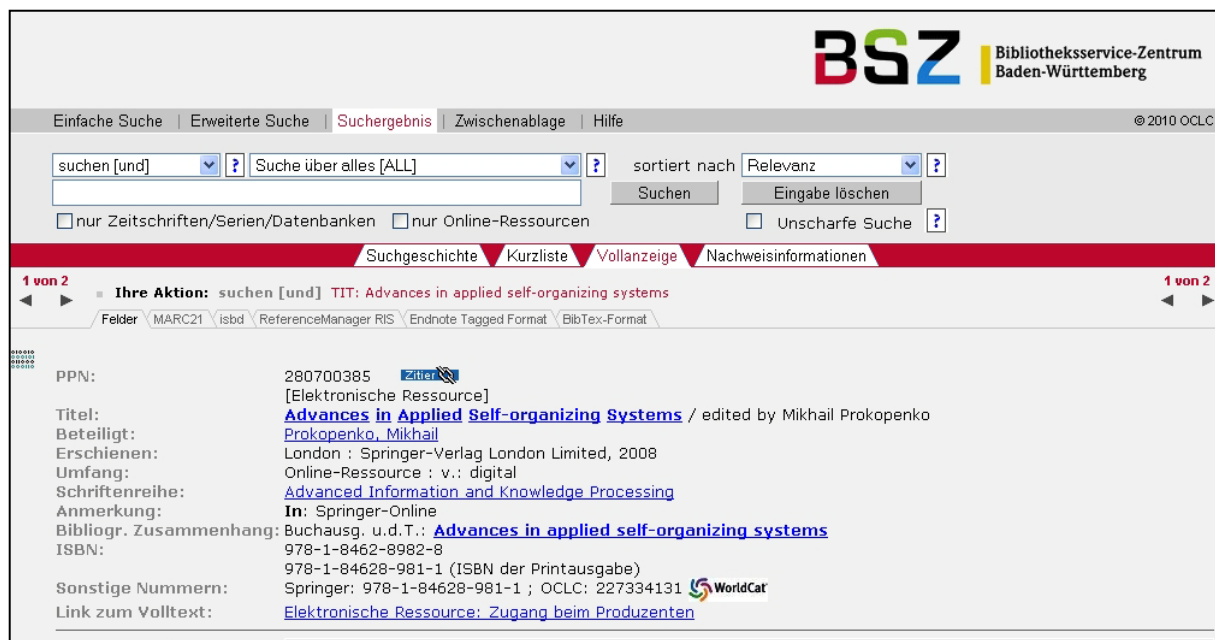 BSZ Bibliotheksservice-Zentrum
Baden-Württemberg
Einfache Suche | Erweiterte Suche | Suchergebnis | Zwischenablage | Hilfe © 2010 OCLC
suchen [und] ? Suche über alles [ALL] ? sortiert nach Relevanz ?
Suchen Eingabe löschen
nur Zeitschriften/Serien/Datenbanken nur Online-Ressourcen Unscharfe Suche ?
Suchgeschichte Kurzliste Vollanzeige Nachweisinformationen
1 von 2 1 von 2
Ihre Aktion: suchen [und] TIT: Advances in applied self-organizing systems
Felder MARC21 isbd ReferenceManager RIS Endnote Tagged Format BibTex-Format
PPN: 280700385 Zitier
[Elektronische Ressource]
Titel: Advances in Applied Self-organizing Systems / edited by Mikhail Prokopenko
Beteiligt: Prokopenko, Mikhail
Erschienen: London : Springer-Verlag London Limited, 2008
Umfang: Online-Ressource : v.: digital
Schriftenreihe: Advanced Information and Knowledge Processing
Anmerkung: In: Springer-Online
Bibliogr. Zusammenhang: Buchausg. u.d.T.: Advances in applied self-organizing systems
ISBN: 978-1-8462-8982-8
978-1-84628-981-1 (ISBN der Printausgabe)
Sonstige Nummern: Springer: 978-1-84628-981-1 ; OCLC: 227334131 WorldCat
Link zum Volltext: Elektronische Ressource: Zugang beim Produzenten